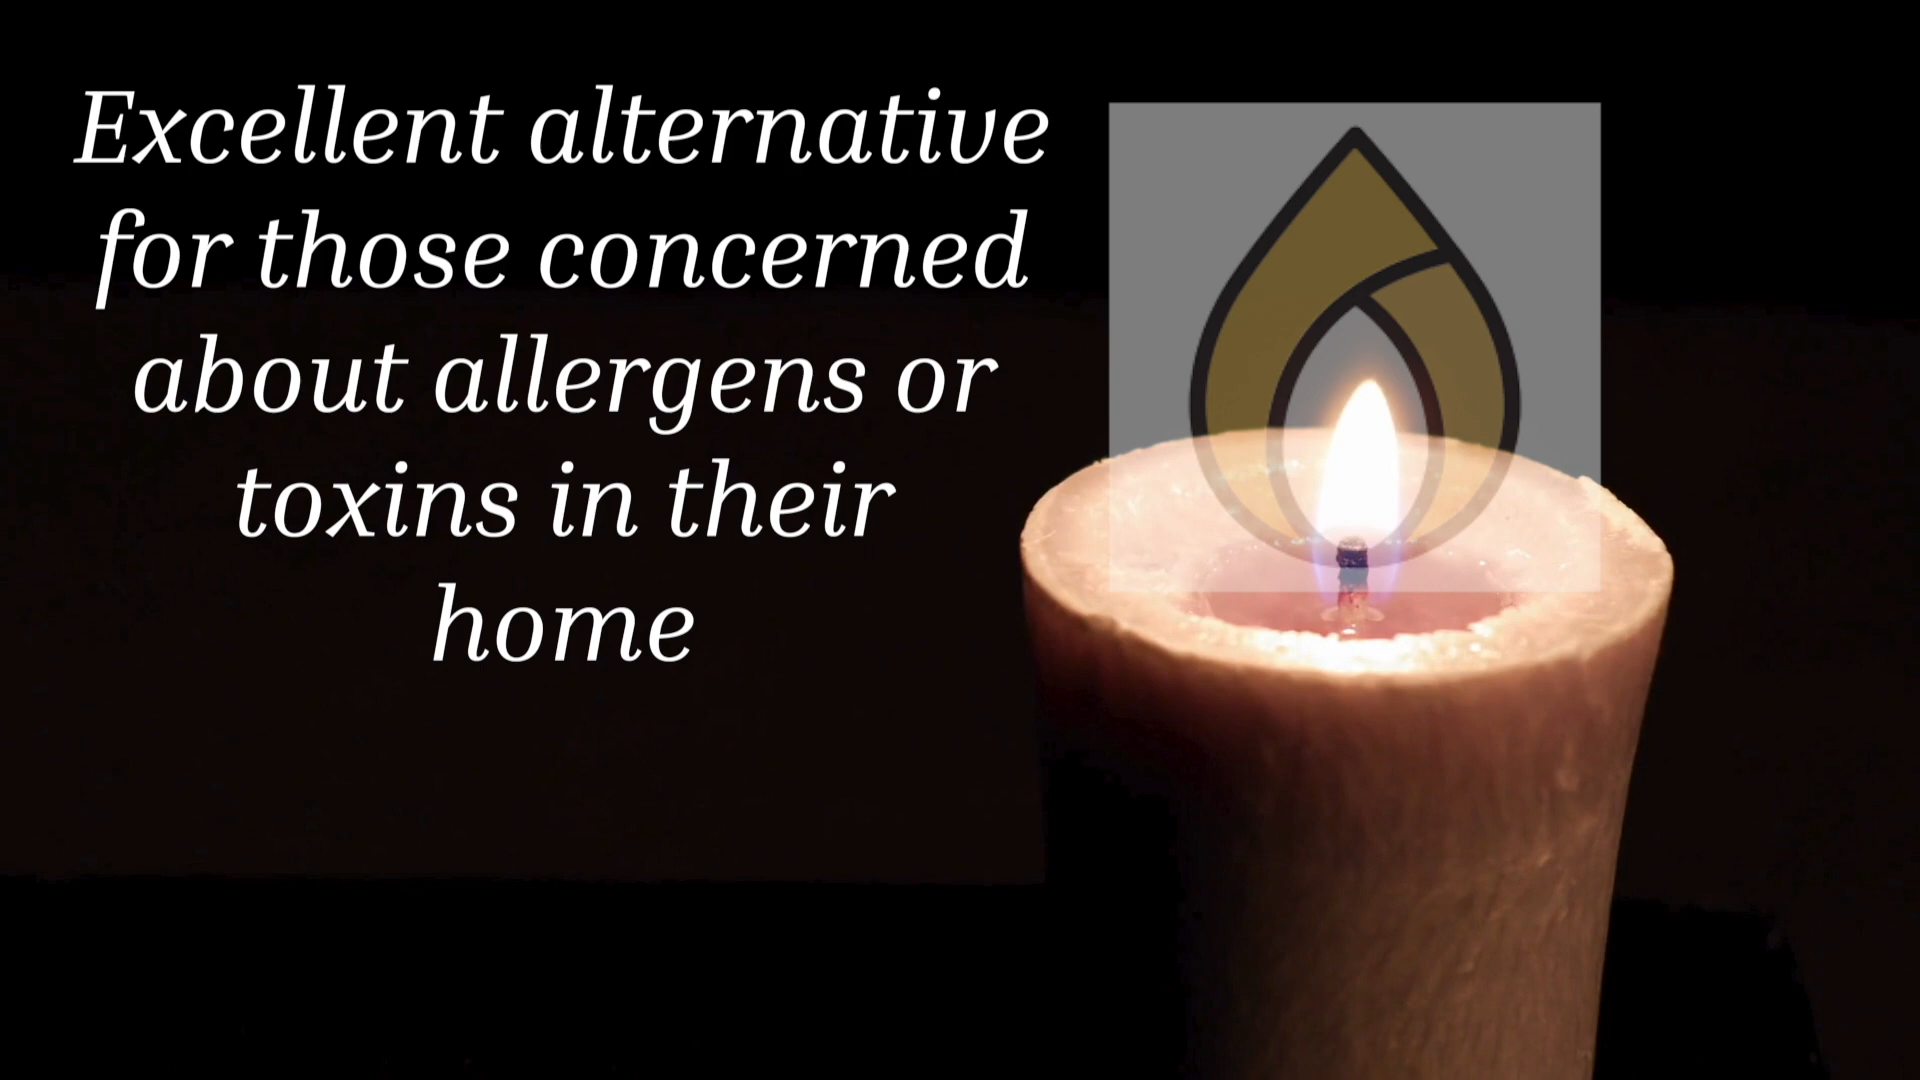 Excellent alternative
for those concerned
about allergens or
toxins in their
home